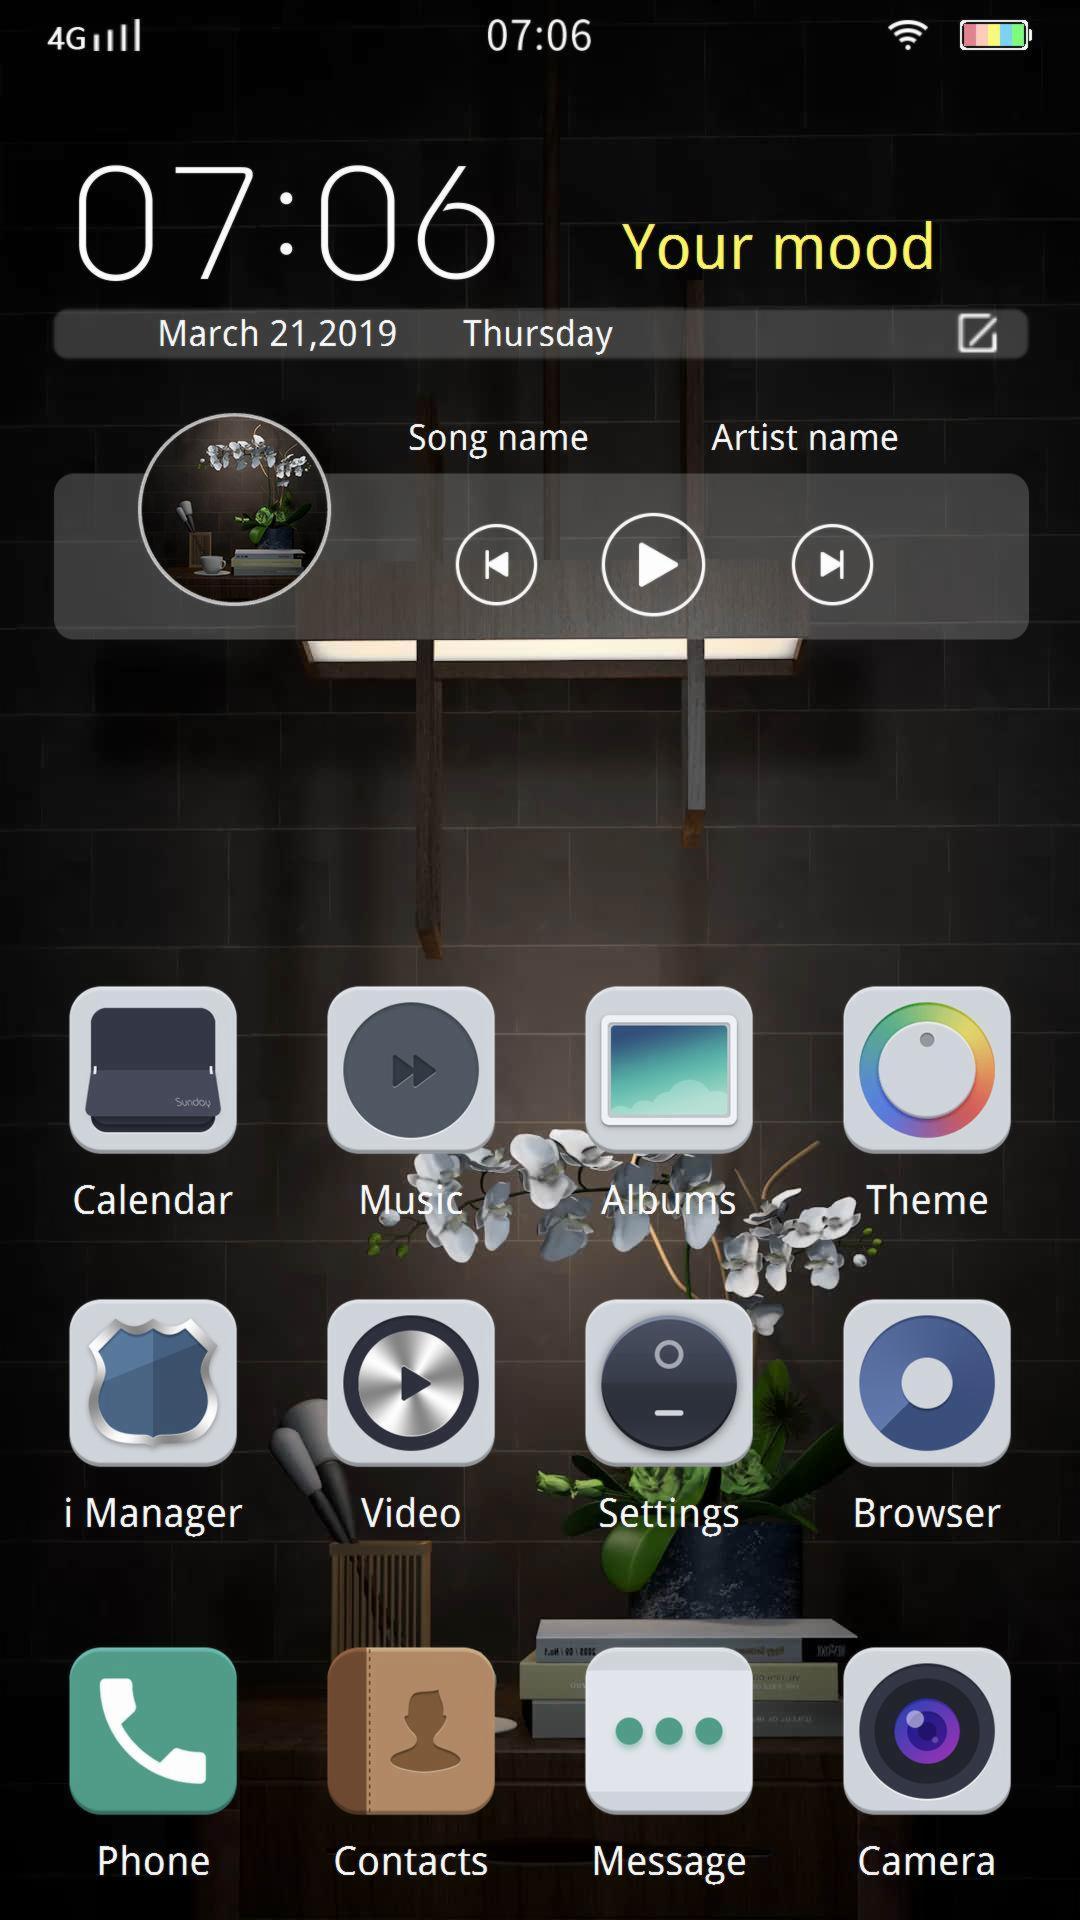 4G 07:06
07:06
Your mood
March 21,2019 Thursday
Song name Artist name
Sunday
Calendar Music Albums Theme
i Manager Video Settings Browser
Phone Contacts Message Camera